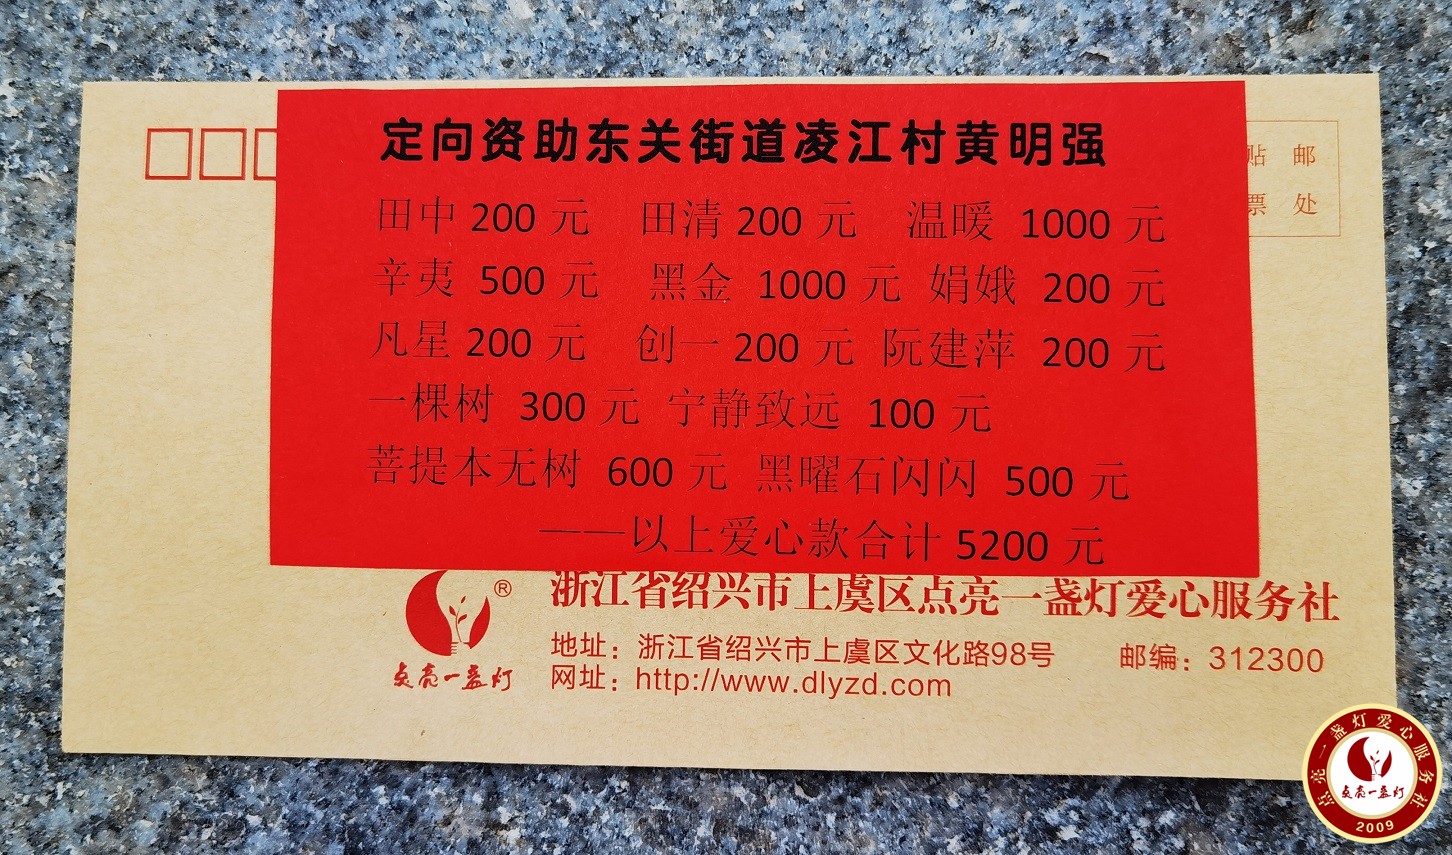 定向资助东关街道凌江村黄明强
贴 邮
票 处
田中 200 元 田清 200 元 温暖 1000 元
辛夷 500 元 黑金 1000 元 娟娥 200 元
凡星 200 元 创一 200 元 阮建萍 200 元
一棵树 300 元 宁静致远 100 元
菩提本无树 600 元 黑曜石闪闪 500 元
——以上爱心款合计 5200 元
浙江省绍兴市上虞区点亮一盏灯爱心服务社
地址：浙江省绍兴市上虞区文化路98号 邮编：312300
网址：http://www.dlyzd.com
®
点亮一盏灯
点亮一盏灯爱心服务社
点亮一盏灯
2009